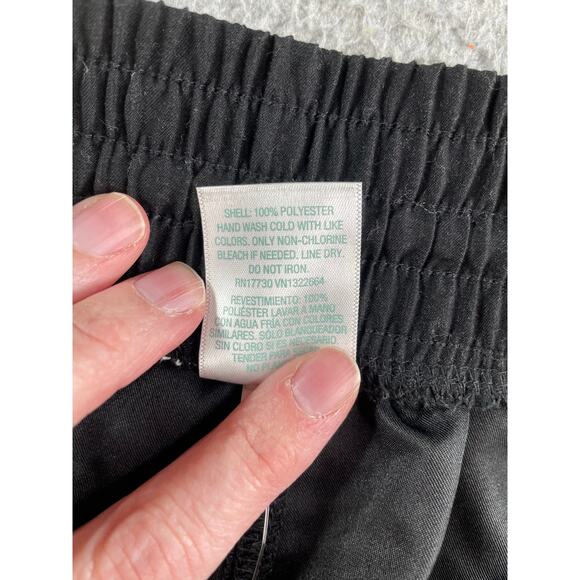 SHELL: 100% POLYESTER
HAND WASH COLD WITH LIKE
COLORS. ONLY NON-CHLORINE
BLEACH IF NEEDED. LINE DRY.
DO NOT IRON.
RN17730 VN1322664
REVESTIMIENTO: 100%
POLIÉSTER LAVAR A MANO
CON AGUA FRÍA CON COLORES
SIMILARES. SÓLO BLANQUEADOR
SIN CLORO SI ES NECESARIO
TENDER PARA
NO